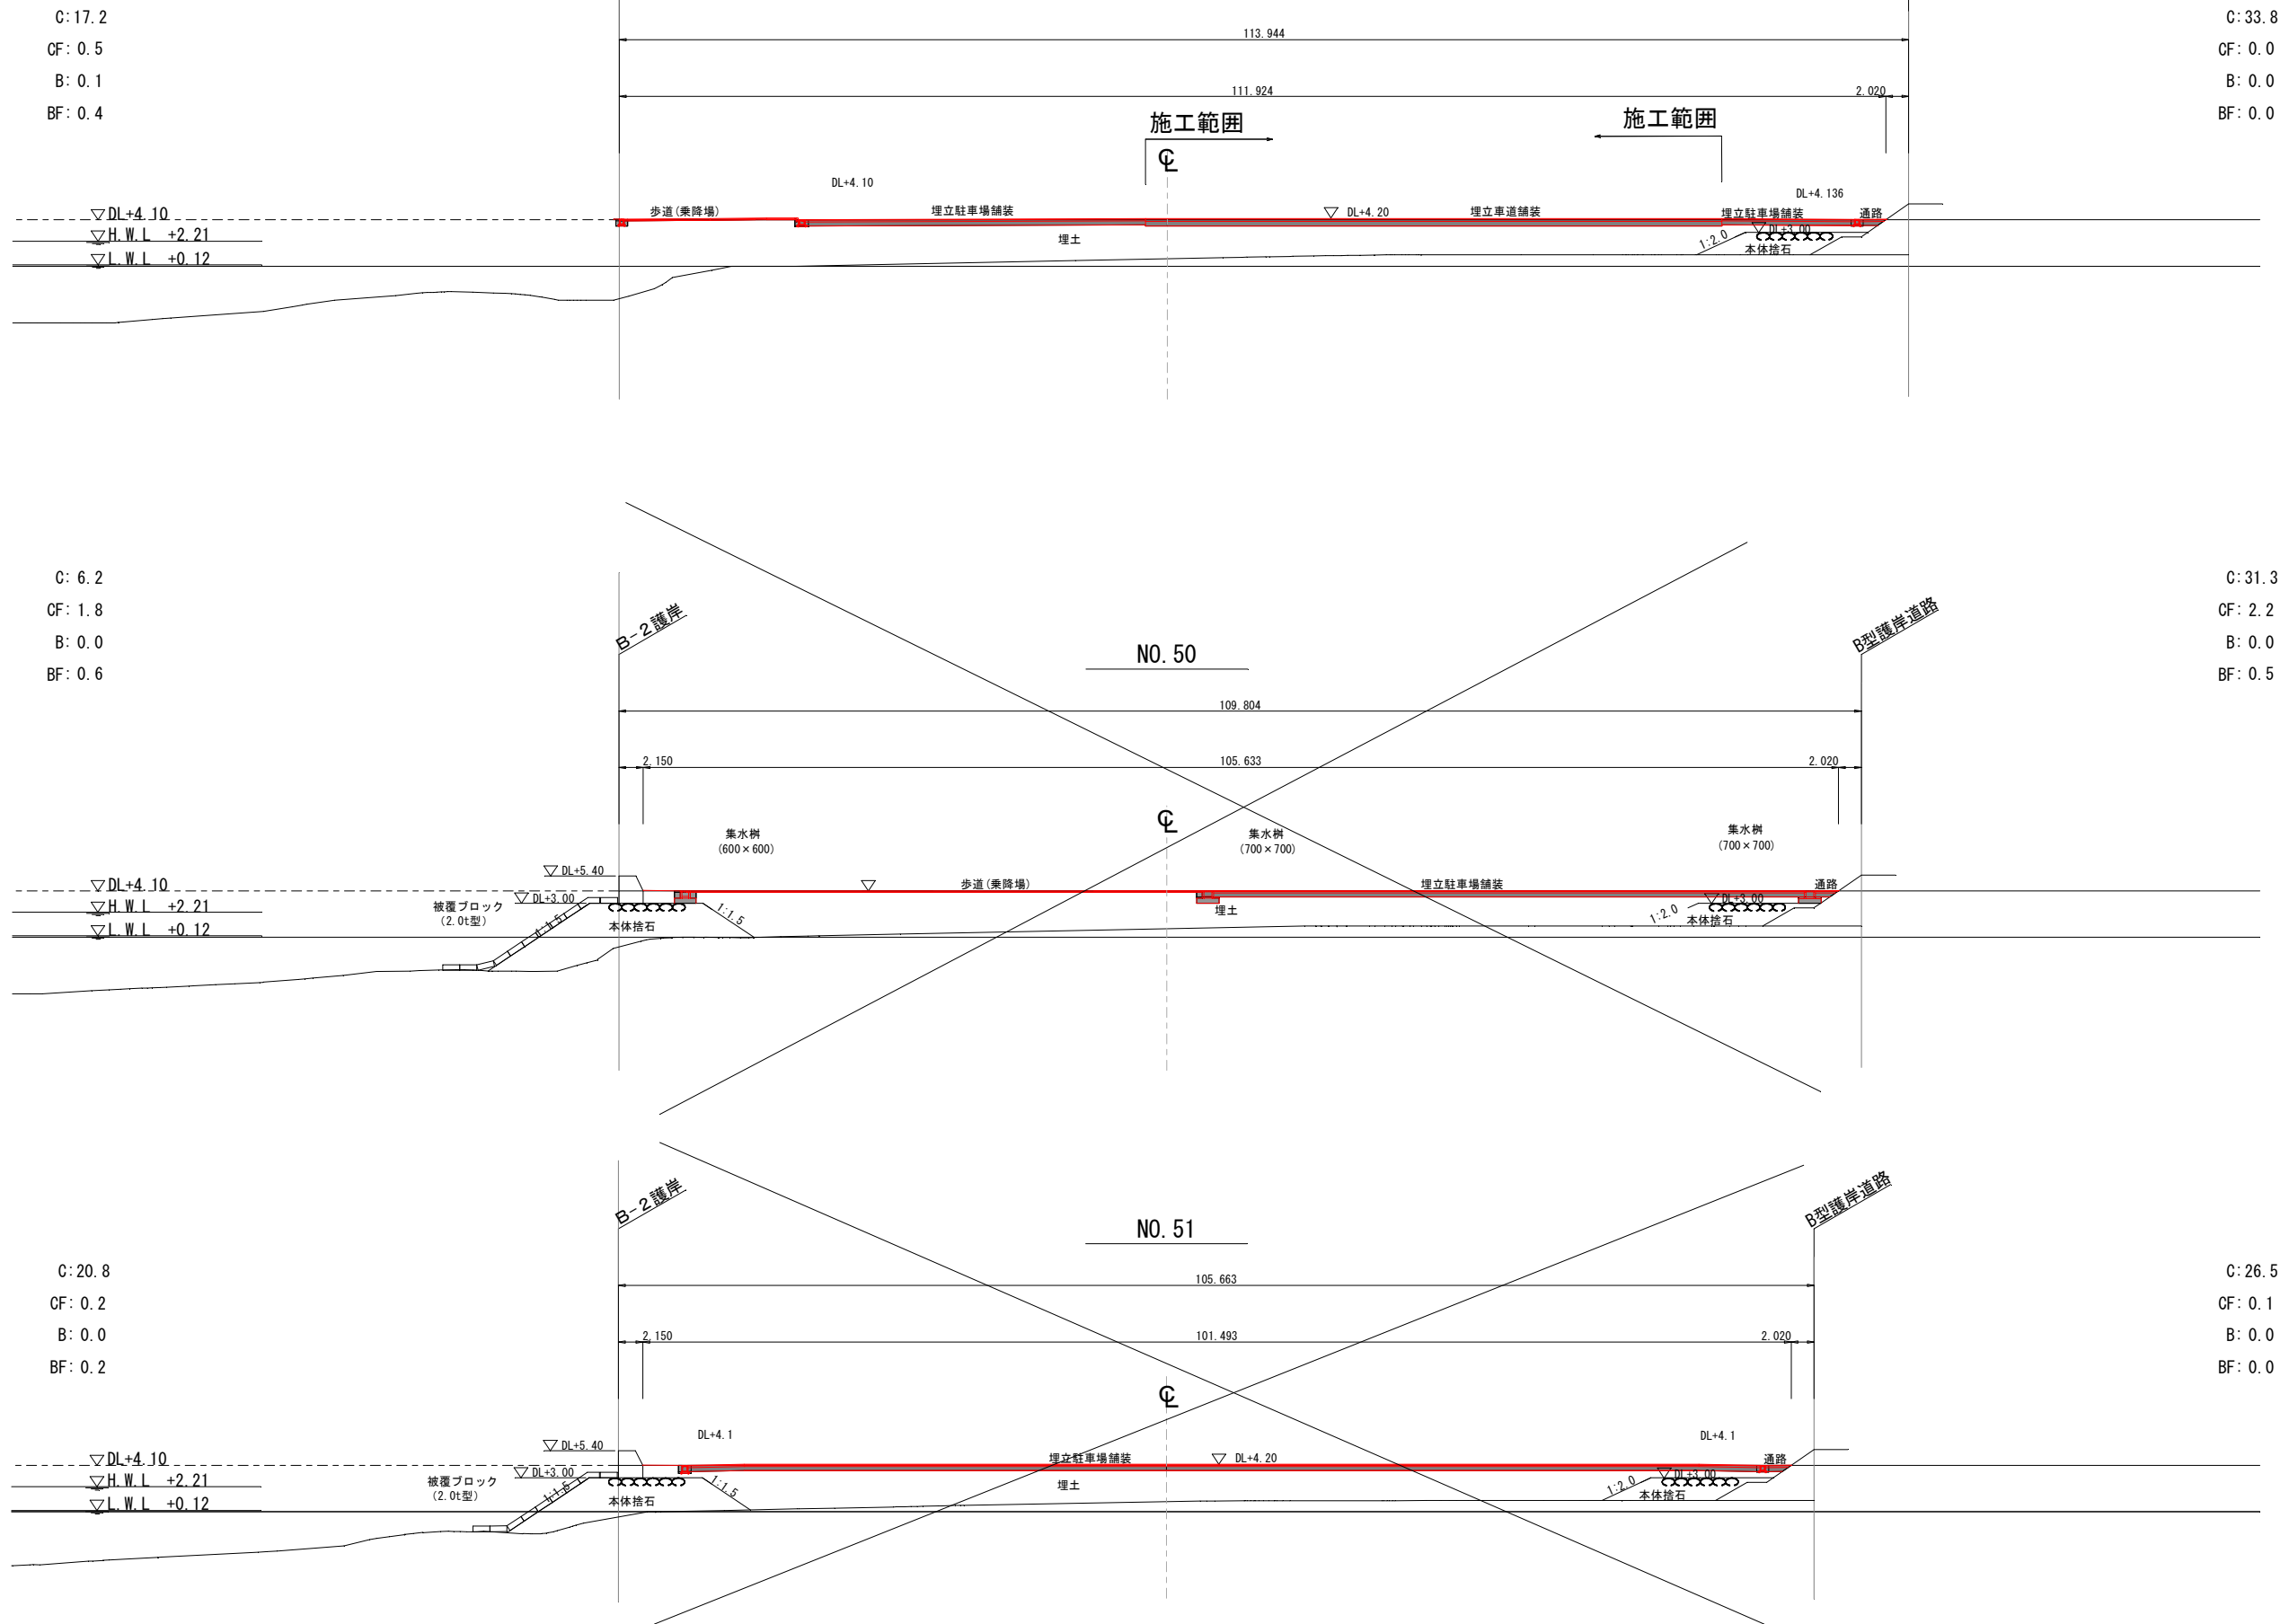 C:17.2
CF: 0.5
B: 0.1
BF: 0.4
C:33.8
CF: 0.0
B: 0.0
BF: 0.0
113.944
111.924
2.020
施工範囲
施工範囲
℄
DL+4.10
DL+4.136
▽DL+4.10
▽H.W.L +2.21
▽L.W.L +0.12
歩道(乗降場)
埋立駐車場舗装
▽ DL+4.20
埋立車道舗装
埋立駐車場舗装
通路
埋土
1:2.0
▽ DL+3.00
本体捨石
C: 6.2
CF: 1.8
B: 0.0
BF: 0.6
C:31.3
CF: 2.2
B: 0.0
BF: 0.5
B-2護岸
B型護岸道路
NO.50
109.804
2.150
105.633
2.020
℄
集水桝
(600×600)
集水桝
(700×700)
集水桝
(700×700)
▽DL+4.10
▽H.W.L +2.21
▽L.W.L +0.12
▽ DL+5.40
▽ DL+3.00
被覆ブロック
(2.0t型)
1:1.5
本体捨石
1:1.5
▽
歩道(乗降場)
埋立駐車場舗装
通路
埋土
1:2.0
▽ DL+3.00
本体捨石
C:20.8
CF: 0.2
B: 0.0
BF: 0.2
C:26.5
CF: 0.1
B: 0.0
BF: 0.0
B-2護岸
B型護岸道路
NO.51
105.663
2.150
101.493
2.020
℄
DL+4.1
DL+4.1
▽DL+4.10
▽H.W.L +2.21
▽L.W.L +0.12
▽ DL+5.40
▽ DL+3.00
被覆ブロック
(2.0t型)
1:1.5
本体捨石
1:1.5
埋立駐車場舗装
▽ DL+4.20
通路
埋土
1:2.0
▽ DL+3.00
本体捨石